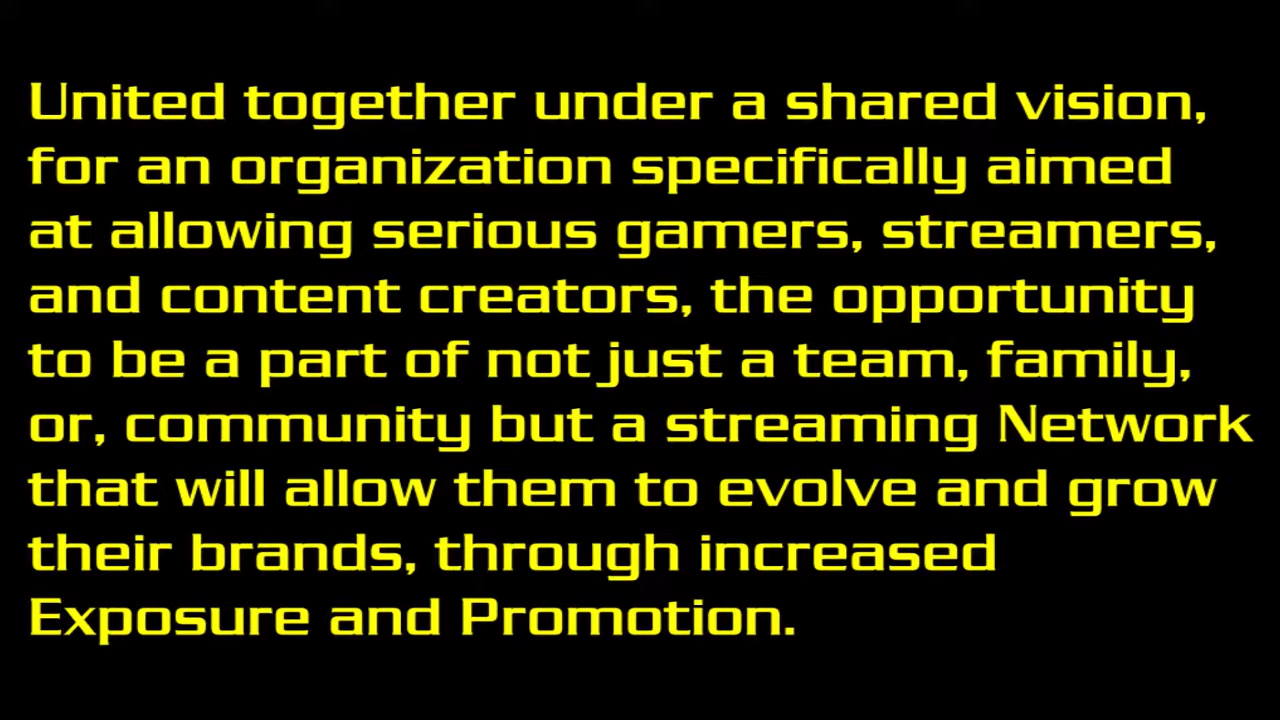 United together under a shared vision,
for an organization specifically aimed
at allowing serious gamers, streamers,
and content creators, the opportunity
to be a part of not just a team, family,
or, community but a streaming Network
that will allow them to evolve and grow
their brands, through increased
Exposure and Promotion.